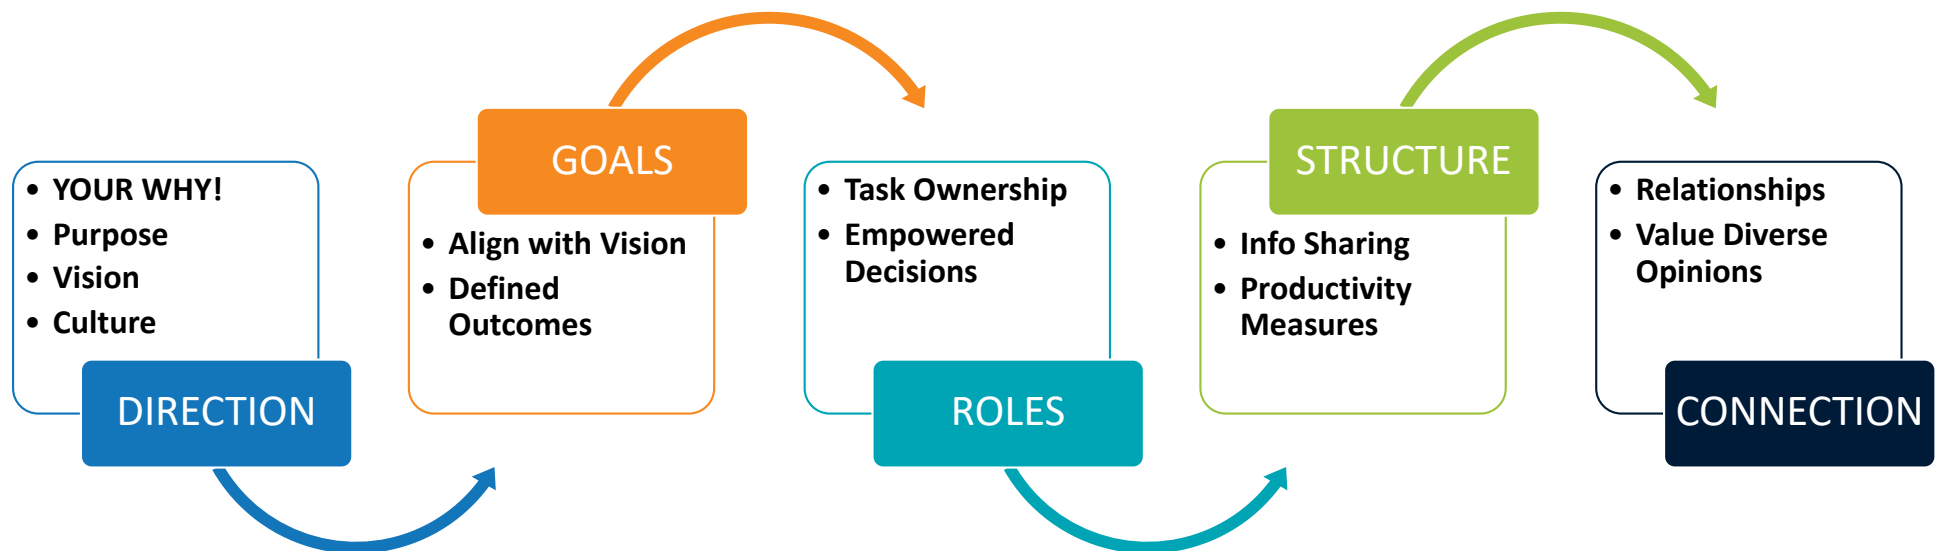 • YOUR WHY!
• Purpose
• Vision
• Culture
DIRECTION
GOALS
• Align with Vision
• Defined
Outcomes
• Task Ownership
• Empowered
Decisions
ROLES
STRUCTURE
• Info Sharing
• Productivity
Measures
• Relationships
• Value Diverse
Opinions
CONNECTION